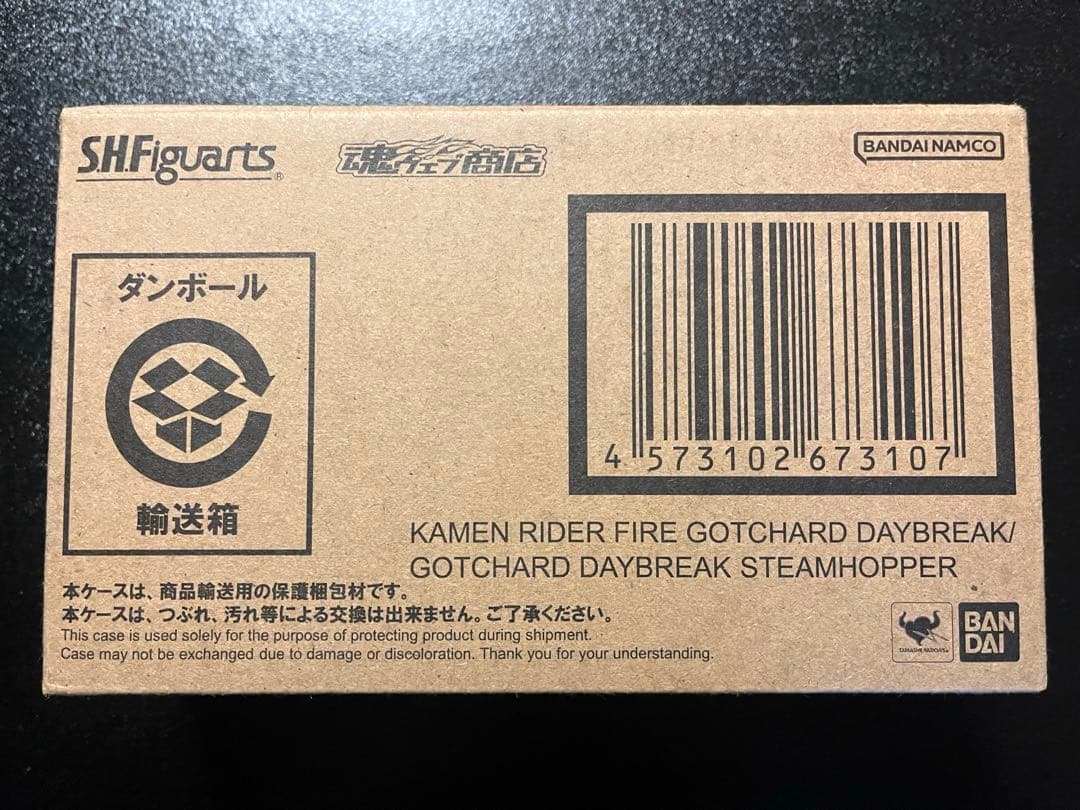 S.H.Figuarts®
魂ウェブ商店
BANDAI NAMCO
ダンボール
輸送箱
4 573102 673107
KAMEN RIDER FIRE GOTCHARD DAYBREAK/
GOTCHARD DAYBREAK STEAMHOPPER
本ケースは、商品輸送用の保護梱包材です。
本ケースは、つぶれ、汚れ等による交換は出来ません。ご了承ください。
This case is used solely for the purpose of protecting product during shipment.
Case may not be exchanged due to damage or discoloration. Thank you for your understanding.
TAMASHII NATIONS
BAN
DAI